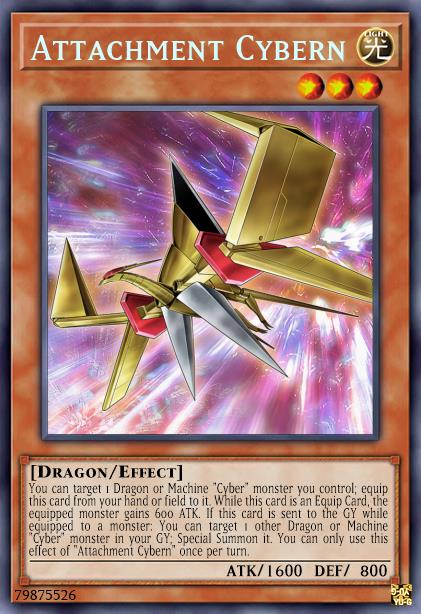 ATTACHMENT CYBERN
LIGHT
光
[DRAGON/EFFECT]
You can target 1 Dragon or Machine "Cyber" monster you control; equip
this card from your hand or field to it. While this card is an Equip Card, the
equipped monster gains 600 ATK. If this card is sent to the GY while
equipped to a monster: You can target 1 other Dragon or Machine
"Cyber" monster in your GY; Special Summon it. You can only use this
effect of "Attachment Cybern" once per turn.
ATK/1600 DEF/ 800
79875526